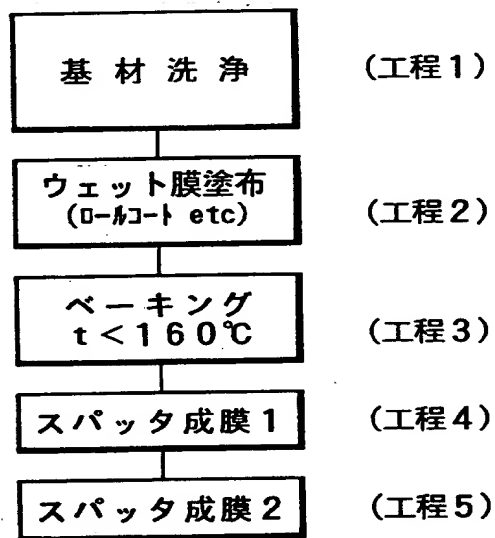 基材洗浄 (工程1)
ウェット膜塗布
(ロールコート etc) (工程2)
ベーキング
t<160℃ (工程3)
スパッタ成膜1 (工程4)
スパッタ成膜2 (工程5)